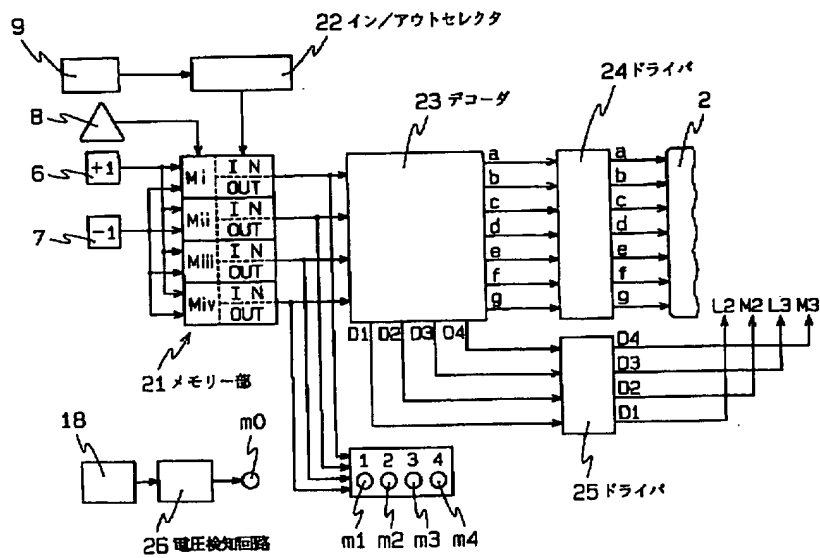 9
22 イン/アウトセレクタ
8
6
+1
7
-1
Mi
IN
OUT
Mii
IN
OUT
Miii
IN
OUT
Miv
IN
OUT
21 メモリー部
23 デコーダ
a
b
c
d
e
f
g
D1 D2 D3 D4
24 ドライバ
a
b
c
d
e
f
g
2
L2 M2 L3 M3
D4
D3
D2
D1
25 ドライバ
18
m0
26 電圧検知回路
1 2 3 4
m1 m2 m3 m4